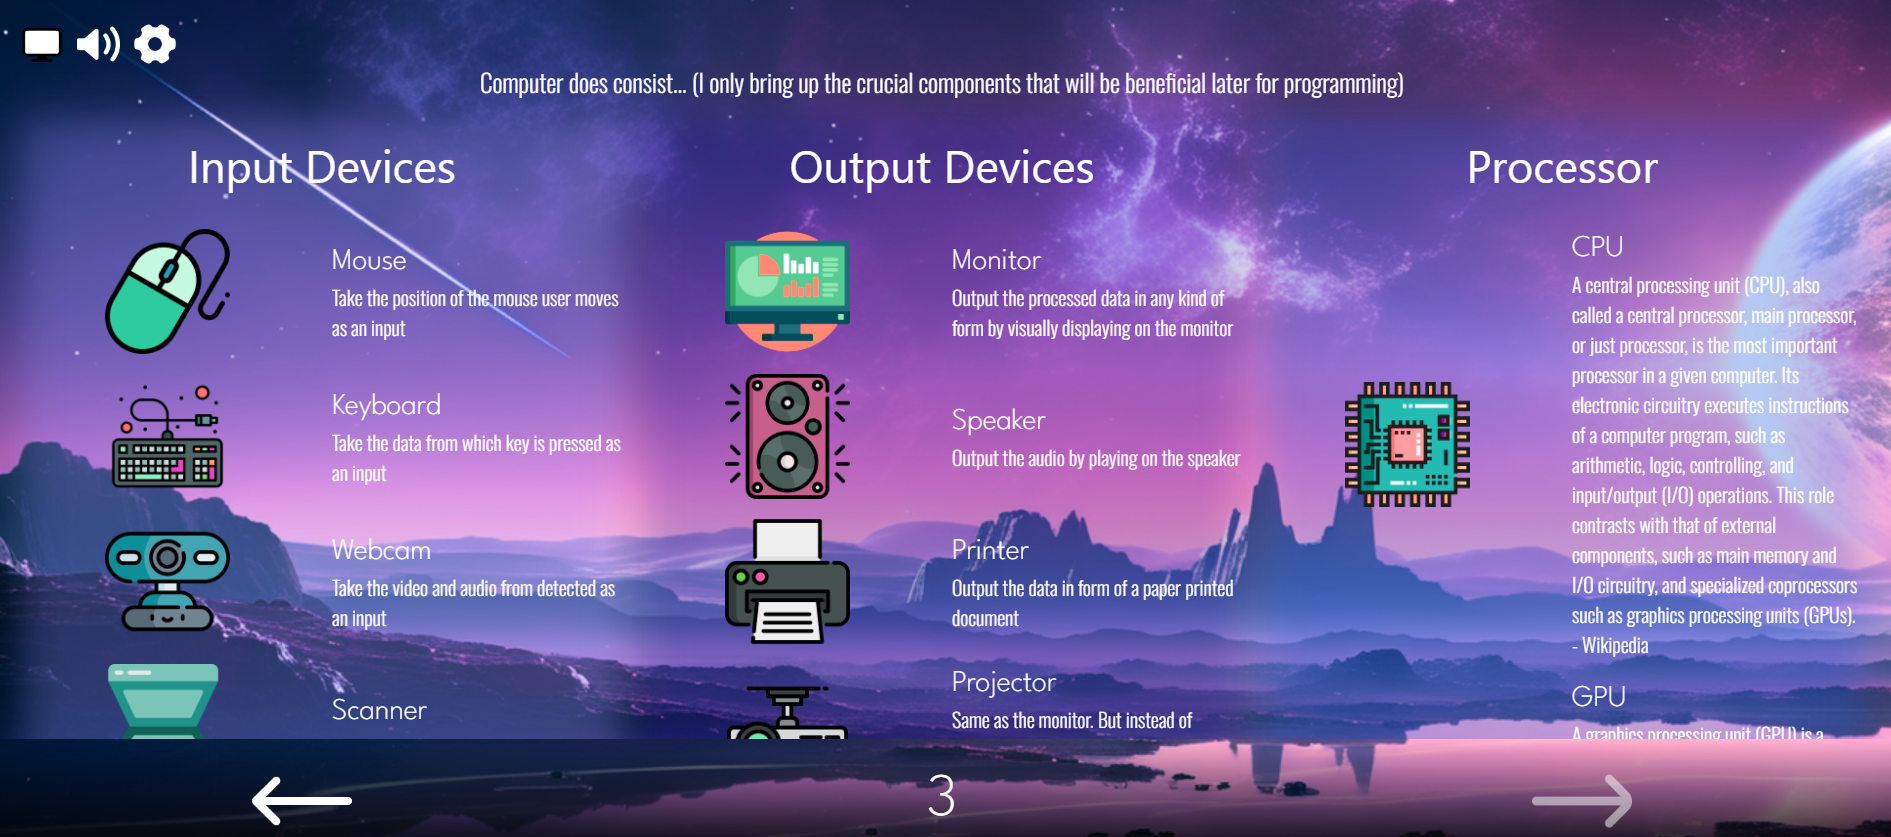 Computer does consist... (I only bring up the crucial components that will be beneficial later for programming)
Input Devices
Mouse
Take the position of the mouse user moves
as an input
Keyboard
Take the data from which key is pressed as
an input
Webcam
Take the video and audio from detected as
an input
Scanner
Output Devices
Monitor
Output the processed data in any kind of
form by visually displaying on the monitor
Speaker
Output the audio by playing on the speaker
Printer
Output the data in form of a paper printed
document
Projector
Same as the monitor. But instead of
Processor
CPU
A central processing unit (CPU), also
called a central processor, main processor,
or just processor, is the most important
processor in a given computer. Its
electronic circuitry executes instructions
of a computer program, such as
arithmetic, logic, controlling, and
input/output (I/O) operations. This role
contrasts with that of external
components, such as main memory and
I/O circuitry, and specialized coprocessors
such as graphics processing units (GPUs).
- Wikipedia
GPU
A graphics processing unit (GPU) is a
3